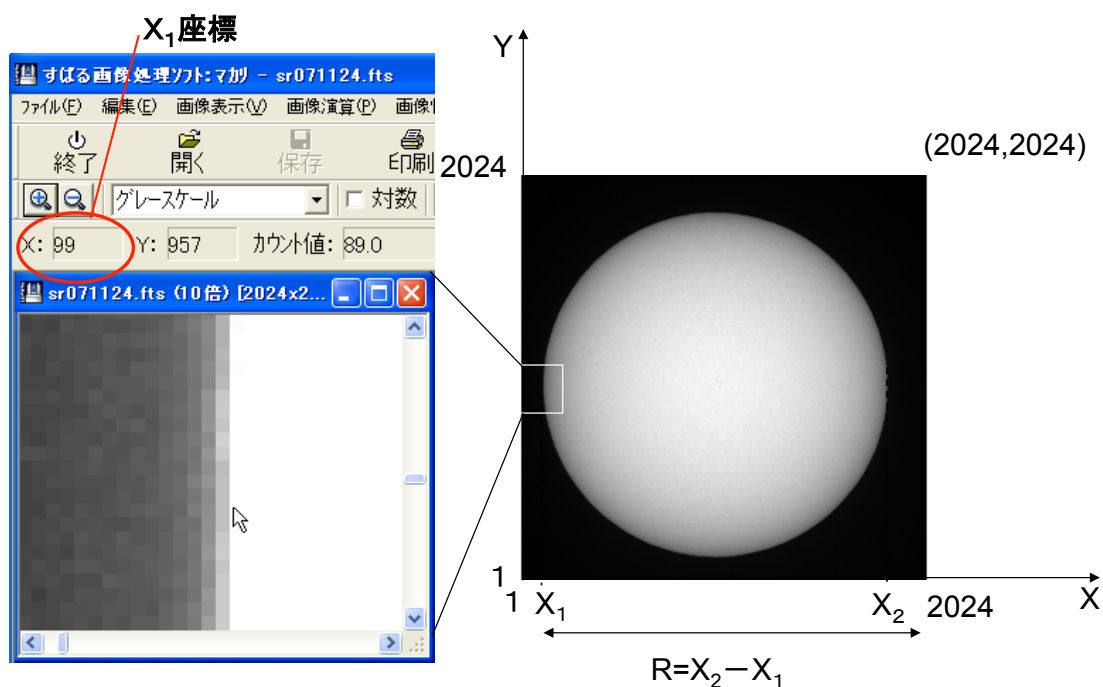 X₁座標
すばる画像処理ソフト:マカリ - sr071124.fts
ファイル(F) 編集(E) 画像表示(V) 画像演算(P)
終了 開く 保存 印刷
グレースケール 対数
X: 99 Y: 957 カウント値: 89.0
sr071124.fts (10倍) [2024x2...
Y
2024
(2024,2024)
1
1 X₁ X₂ 2024 X
R=X₂－X₁